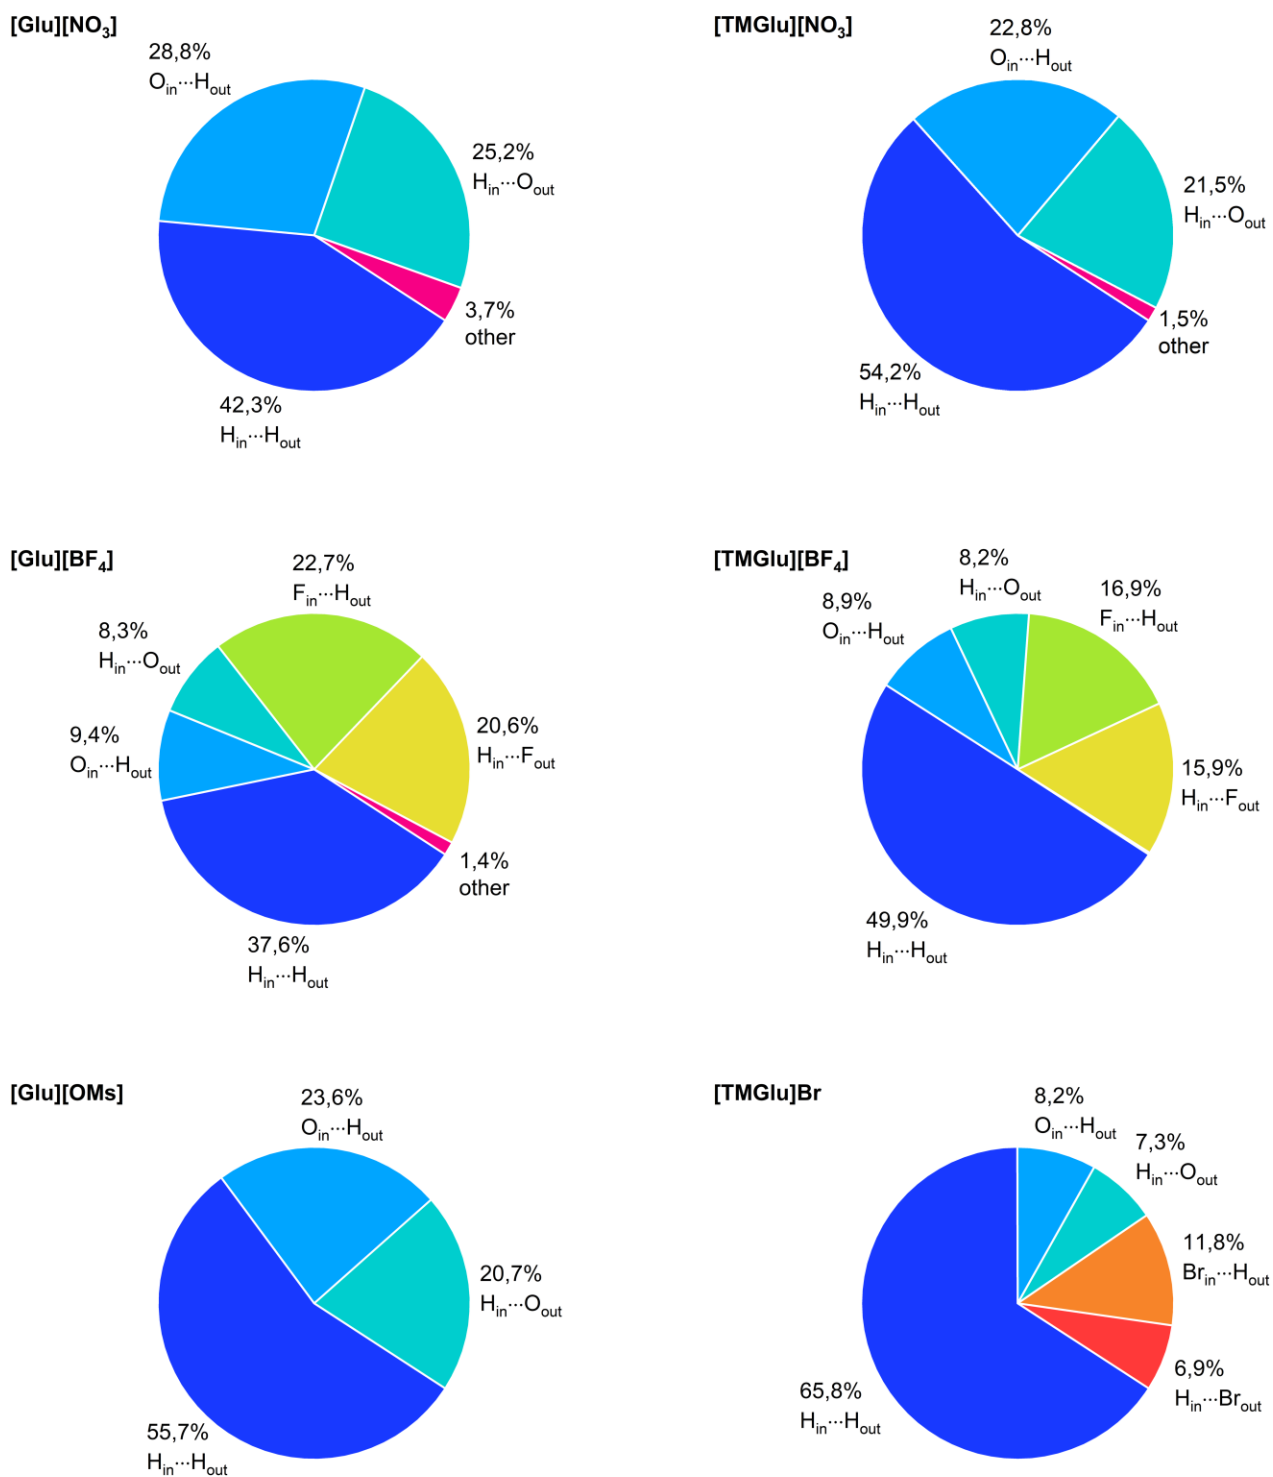 [Glu][NO₃]
28,8%
Oᵢₙ···Hₒᵤₜ
25,2%
Hᵢₙ···Oₒᵤₜ
3,7%
other
42,3%
Hᵢₙ···Hₒᵤₜ
[TMGlu][NO₃]
22,8%
Oᵢₙ···Hₒᵤₜ
21,5%
Hᵢₙ···Oₒᵤₜ
1,5%
other
54,2%
Hᵢₙ···Hₒᵤₜ
[Glu][BF₄]
22,7%
Fᵢₙ···Hₒᵤₜ
8,3%
Hᵢₙ···Oₒᵤₜ
9,4%
Oᵢₙ···Hₒᵤₜ
20,6%
Hᵢₙ···Fₒᵤₜ
1,4%
other
37,6%
Hᵢₙ···Hₒᵤₜ
[TMGlu][BF₄]
8,2%
Hᵢₙ···Oₒᵤₜ
8,9%
Oᵢₙ···Hₒᵤₜ
16,9%
Fᵢₙ···Hₒᵤₜ
15,9%
Hᵢₙ···Fₒᵤₜ
49,9%
Hᵢₙ···Hₒᵤₜ
[Glu][OMs]
23,6%
Oᵢₙ···Hₒᵤₜ
20,7%
Hᵢₙ···Oₒᵤₜ
55,7%
Hᵢₙ···Hₒᵤₜ
[TMGlu]Br
8,2%
Oᵢₙ···Hₒᵤₜ
7,3%
Hᵢₙ···Oₒᵤₜ
11,8%
Brᵢₙ···Hₒᵤₜ
6,9%
Hᵢₙ···Brₒᵤₜ
65,8%
Hᵢₙ···Hₒᵤₜ